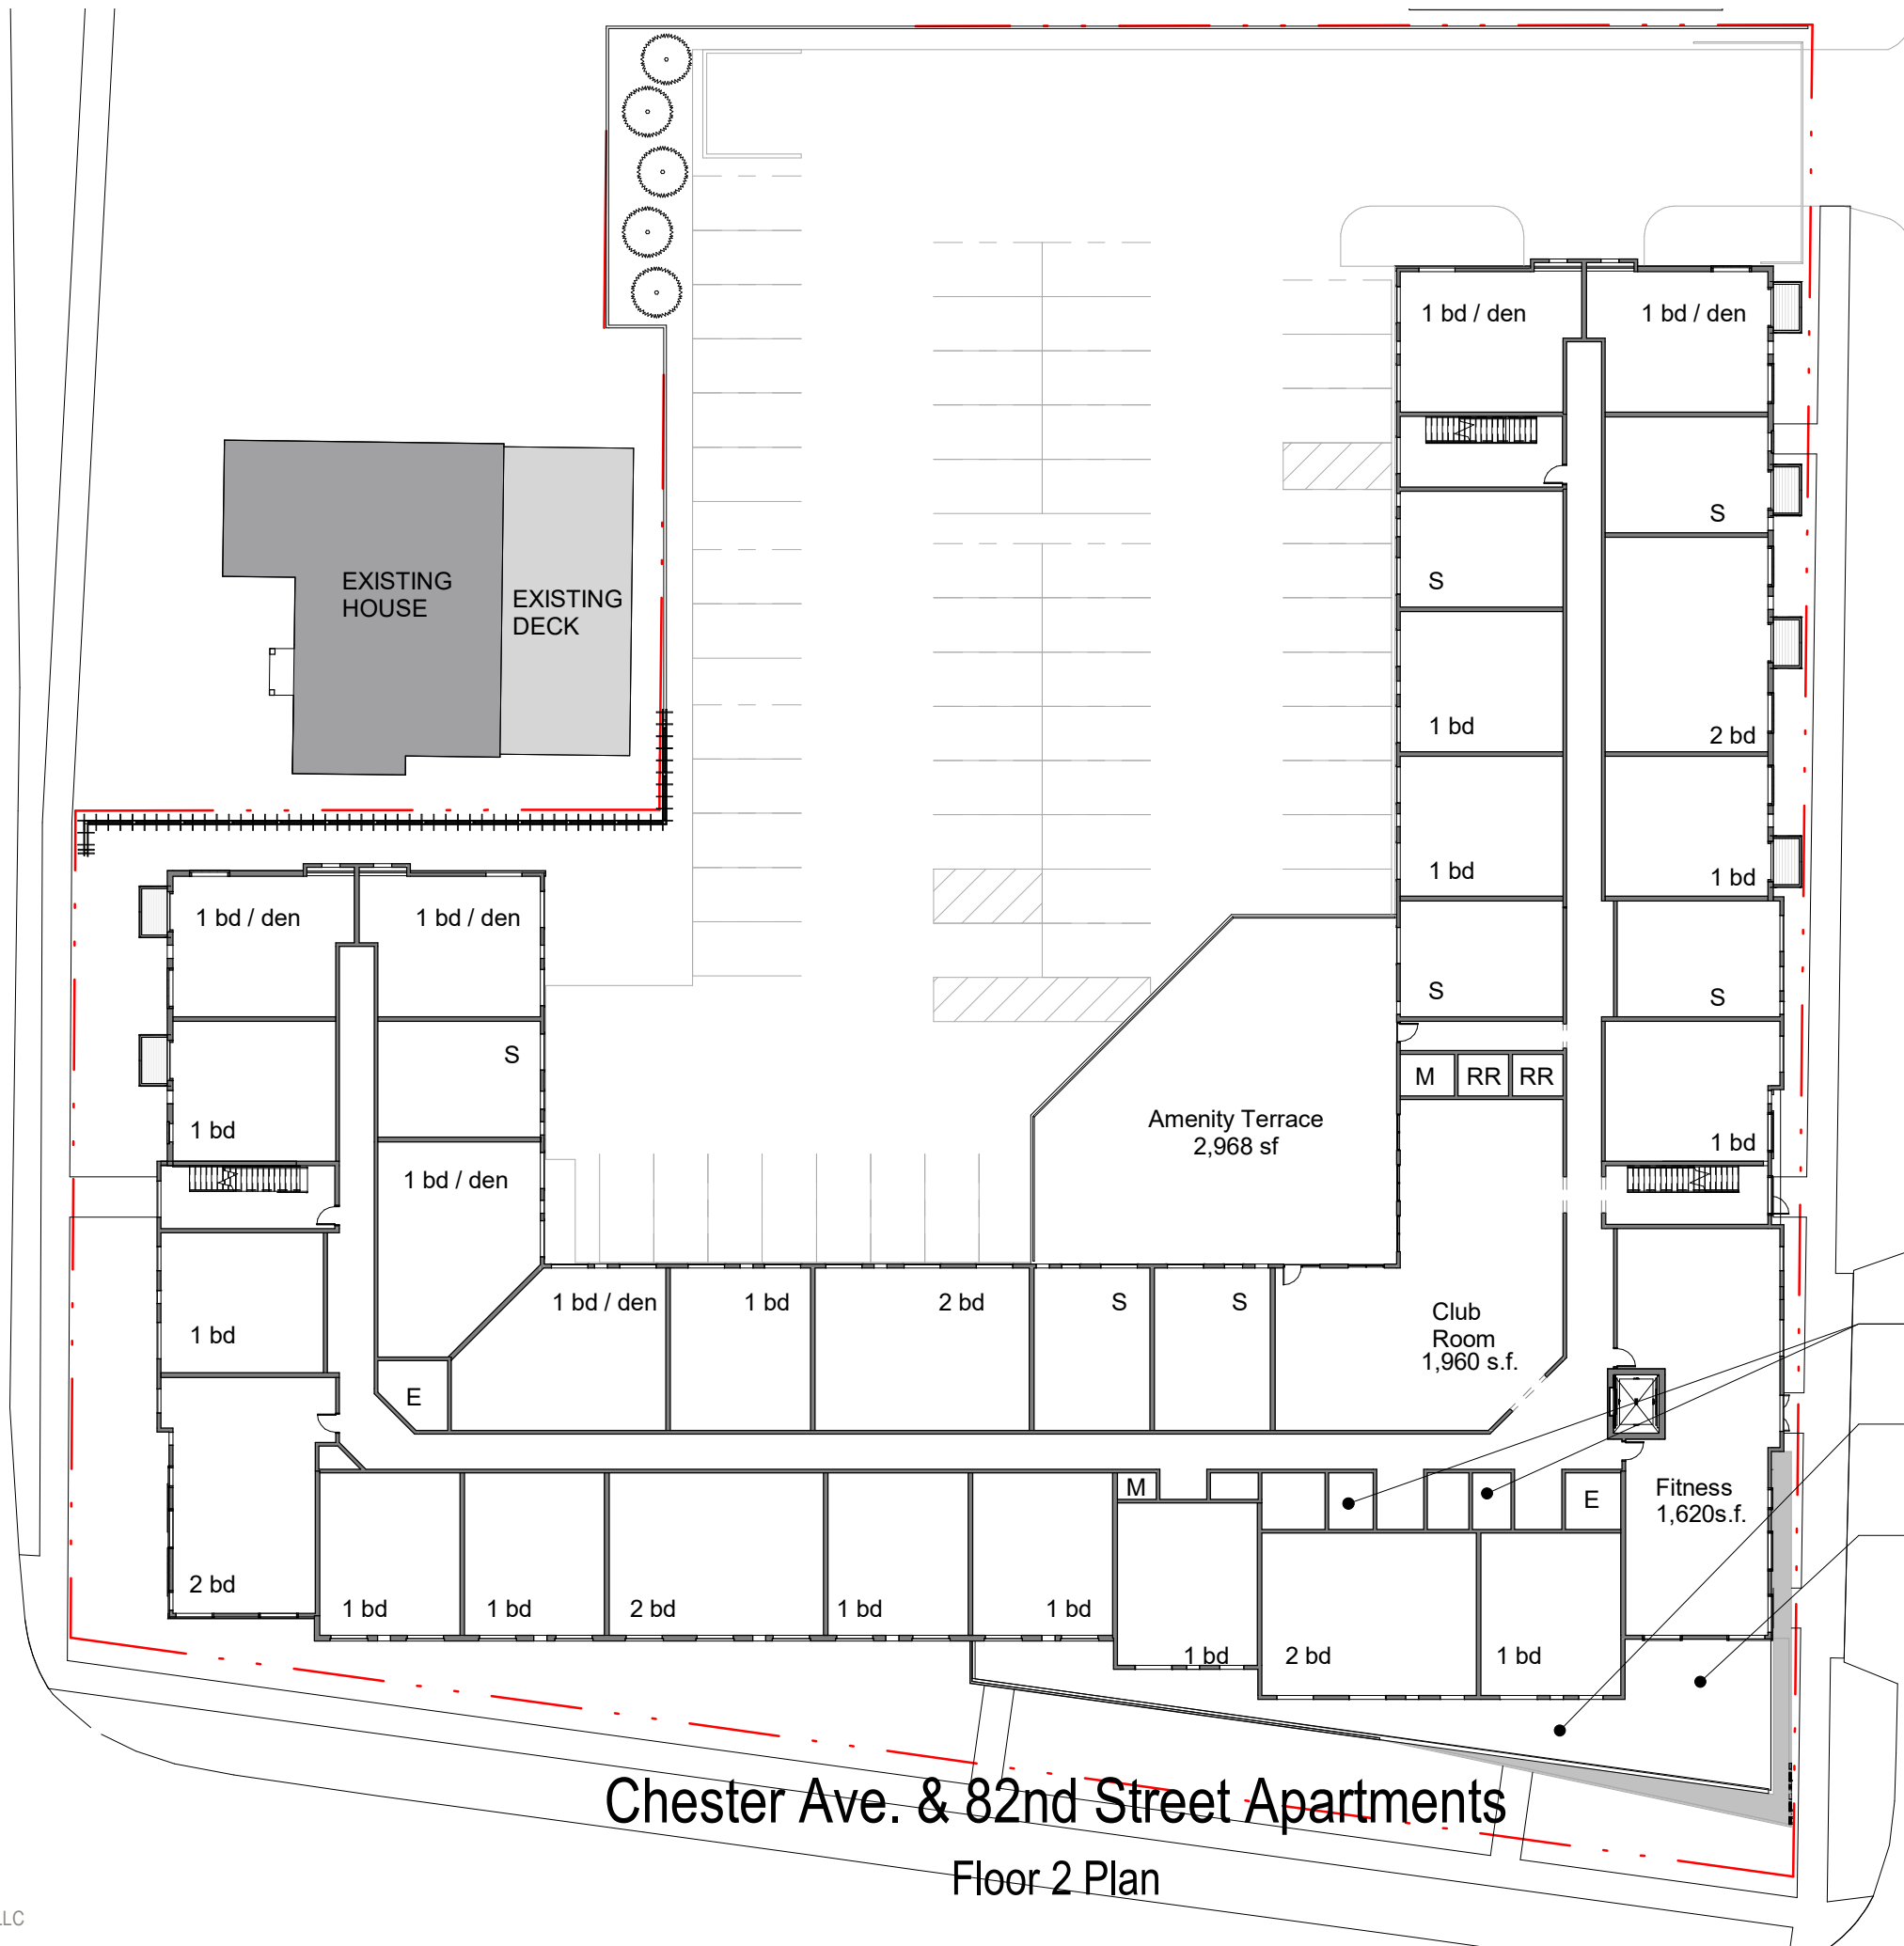 1 bd / den
1 bd / den
S
S
EXISTING
HOUSE
EXISTING
DECK
1 bd
2 bd
1 bd
1 bd
1 bd / den
1 bd / den
S
S
S
M
RR
RR
Amenity Terrace
2,968 sf
1 bd
1 bd
1 bd / den
1 bd / den
1 bd
2 bd
S
S
Club
Room
1,960 s.f.
1 bd
E
M
E
Fitness
1,620s.f.
2 bd
1 bd
1 bd
2 bd
1 bd
1 bd
1 bd
2 bd
1 bd
Chester Ave. & 82nd Street Apartments
Floor 2 Plan